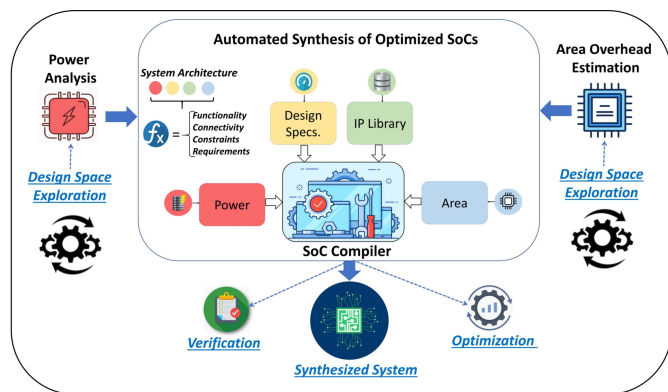 Automated Synthesis of Optimized SoCs
Power
Analysis
Design Space
Exploration
System Architecture
fx
=
Functionality
Connectivity
Constraints
Requirements
Design
Specs.
IP Library
Power
Area
SoC Compiler
Area Overhead
Estimation
Design Space
Exploration
Verification
Synthesized System
Optimization